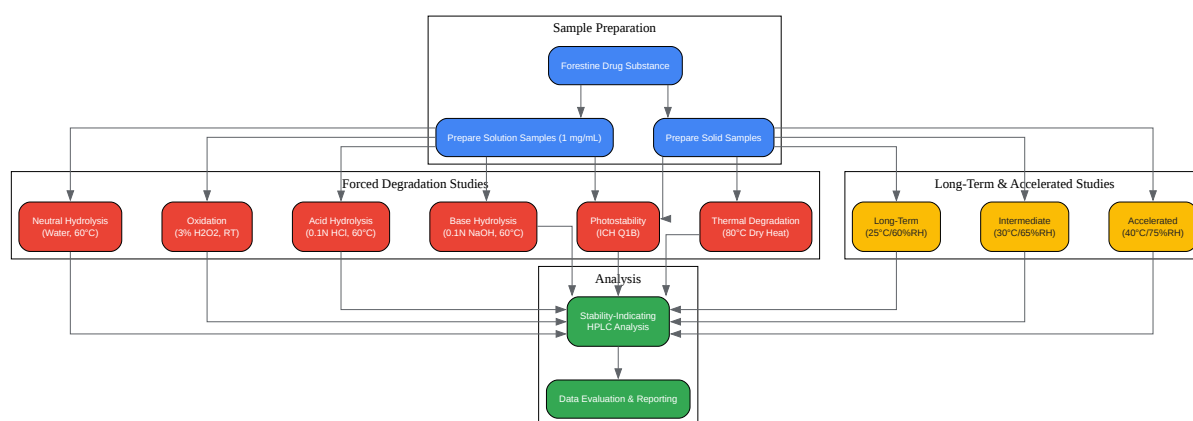 Sample Preparation
Forestine Drug Substance
Prepare Solution Samples (1 mg/mL)
Prepare Solid Samples
Forced Degradation Studies
Neutral Hydrolysis
(Water, 60°C)
Oxidation
(3% H2O2, RT)
Acid Hydrolysis
(0.1N HCl, 60°C)
Base Hydrolysis
(0.1N NaOH, 60°C)
Photostability
(ICH Q1B)
Thermal Degradation
(80°C Dry Heat)
Long-Term & Accelerated Studies
Long-Term
(25°C/60%RH)
Intermediate
(30°C/65%RH)
Accelerated
(40°C/75%RH)
Analysis
Stability-Indicating
HPLC Analysis
Data Evaluation & Reporting